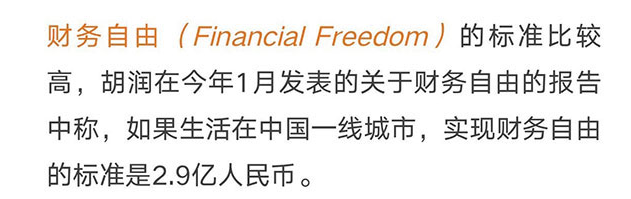 财务自由（Financial Freedom）的标准比较
高，胡润在今年1月发表的关于财务自由的报告
中称，如果生活在中国一线城市，实现财务自由
的标准是2.9亿人民币。